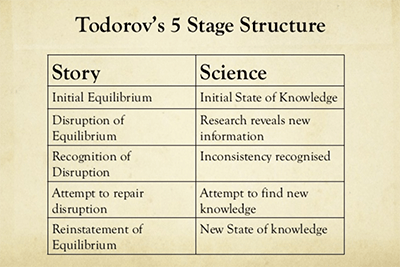 Todorov's 5 Stage Structure
Story Science
Initial Equilibrium Initial State of Knowledge
Disruption of Research reveals new
Equilibrium information
Recognition of Inconsistency recognised
Disruption
Attempt to repair Attempt to find new
disruption knowledge
Reinstatement of New State of knowledge
Equilibrium